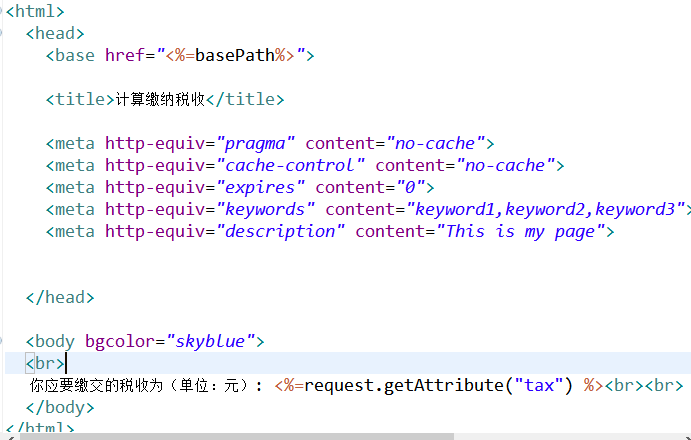 <html>
<head>
<base href="<%=basePath%>">
<title>计算缴纳税收</title>
<meta http-equiv="pragma" content="no-cache">
<meta http-equiv="cache-control" content="no-cache">
<meta http-equiv="expires" content="0">
<meta http-equiv="keywords" content="keyword1,keyword2,keyword3">
<meta http-equiv="description" content="This is my page">
</head>
<body bgcolor="skyblue">
<br>
你应要缴交的税收为（单位：元）: <%=request.getAttribute("tax") %><br><br>
</body>
</html>